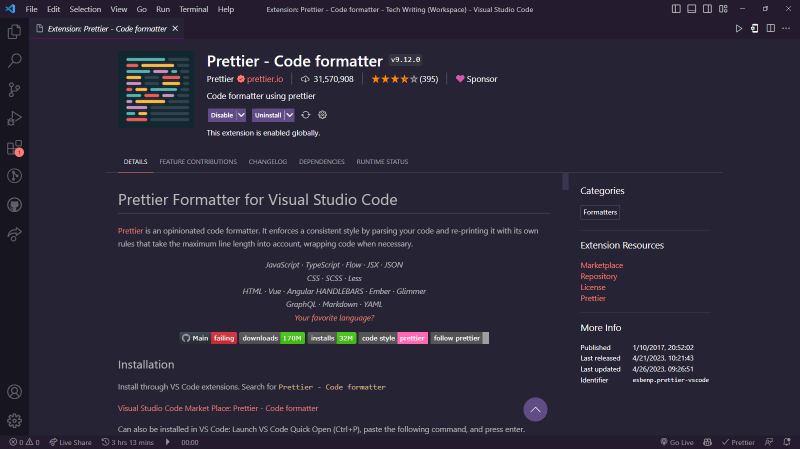 File Edit Selection View Go Run Terminal Help Extension: Prettier - Code formatter - Tech Writing (Workspace) - Visual Studio Code
Extension: Prettier - Code formatter
Prettier - Code formatter v9.12.0
Prettier prettier.io 31,570,908 (395) Sponsor
Code formatter using prettier
Disable Uninstall
This extension is enabled globally.
1
DETAILS FEATURE CONTRIBUTIONS CHANGELOG DEPENDENCIES RUNTIME STATUS
Prettier Formatter for Visual Studio Code
Prettier is an opinionated code formatter. It enforces a consistent style by parsing your code and re-printing it with its own
rules that take the maximum line length into account, wrapping code when necessary.
JavaScript · TypeScript · Flow · JSX · JSON
CSS · SCSS · Less
HTML · Vue · Angular HANDLEBARS · Ember · Glimmer
GraphQL · Markdown · YAML
Your favorite language?
Main failing downloads 170M installs 32M code style prettier follow prettier
Installation
Install through VS Code extensions. Search for Prettier - Code formatter
Visual Studio Code Market Place: Prettier - Code formatter
Can also be installed in VS Code: Launch VS Code Quick Open (Ctrl+P), paste the following command, and press enter.
Categories
Formatters
Extension Resources
Marketplace
Repository
License
Prettier
More Info
Published 1/10/2017, 20:52:02
Last released 4/21/2023, 10:21:43
Last updated 4/26/2023, 09:26:51
Identifier esbenp.prettier-vscode
0 0 Live Share 3 hrs 13 mins 00:00 Go Live Prettier